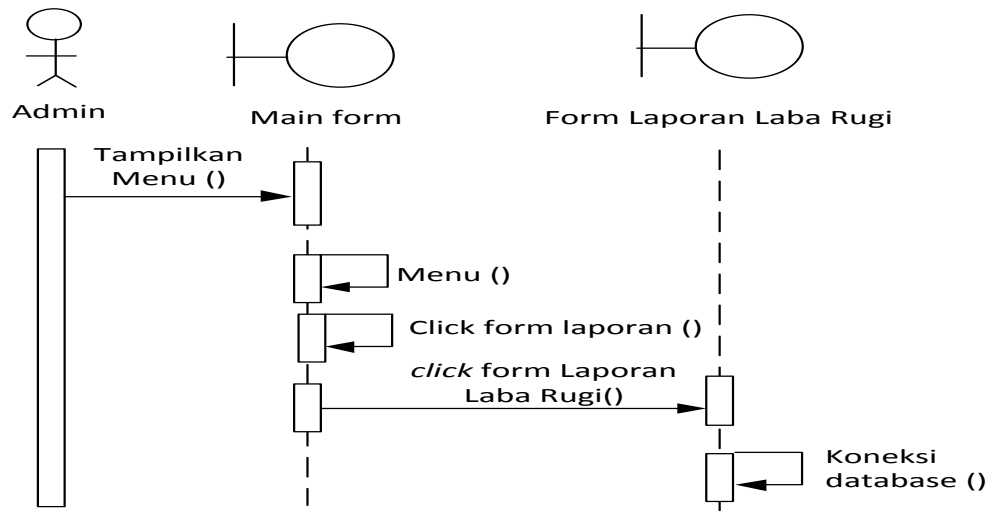 Admin
Main form
Form Laporan Laba Rugi
Tampilkan
Menu ()
Menu ()
Click form laporan ()
click form Laporan
Laba Rugi()
Koneksi
database ()